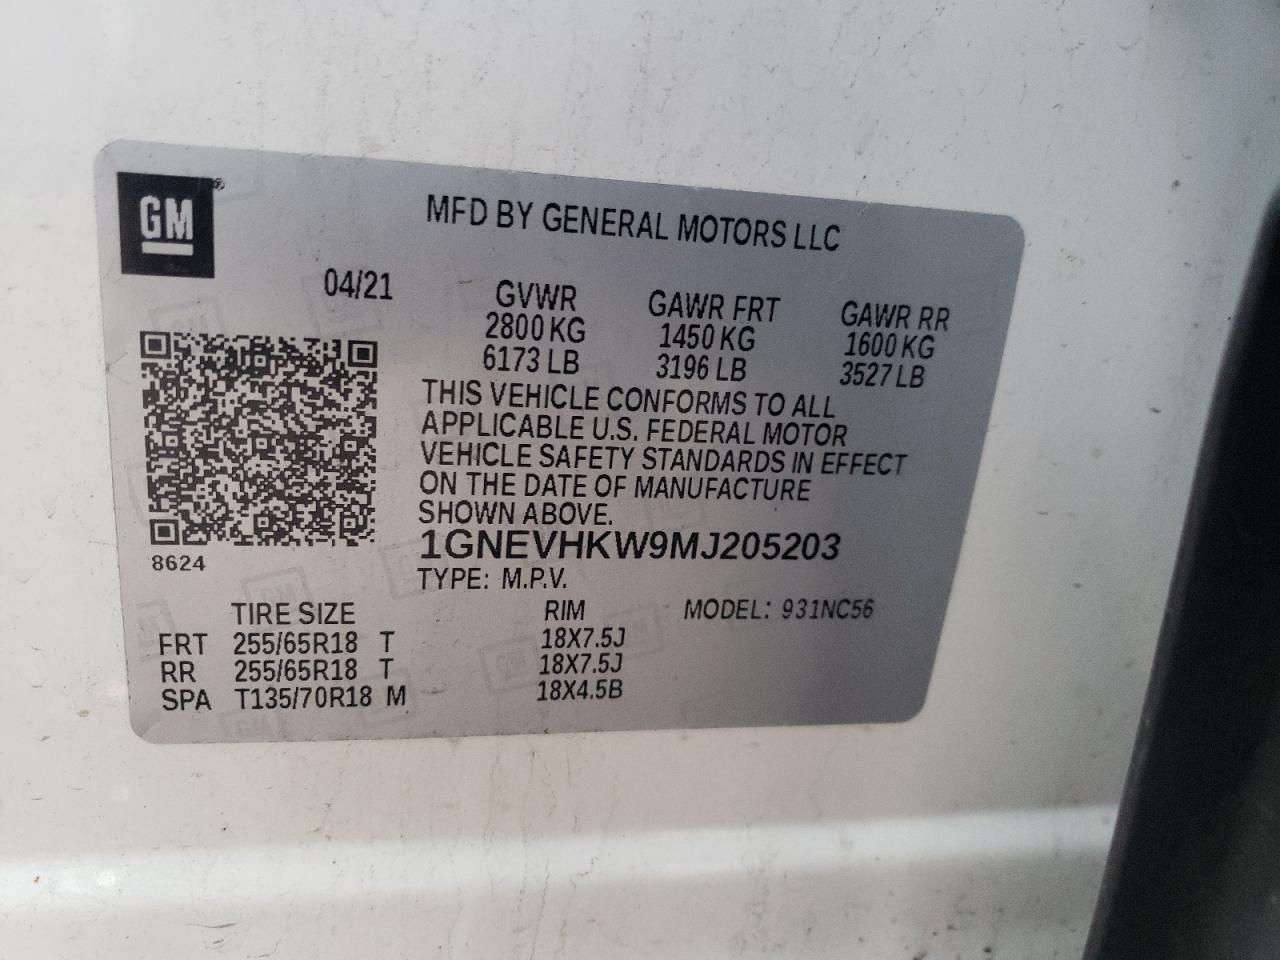 GM ®
MFD BY GENERAL MOTORS LLC
04/21
GVWR GAWR FRT GAWR RR
2800 KG 1450 KG 1600 KG
6173 LB 3196 LB 3527 LB
THIS VEHICLE CONFORMS TO ALL
APPLICABLE U.S. FEDERAL MOTOR
VEHICLE SAFETY STANDARDS IN EFFECT
ON THE DATE OF MANUFACTURE
SHOWN ABOVE.
1GNEVHKW9MJ205203
8624
TYPE: M.P.V.
TIRE SIZE RIM MODEL: 931NC56
FRT 255/65R18 T 18X7.5J
RR 255/65R18 T 18X7.5J
SPA T135/70R18 M 18X4.5B